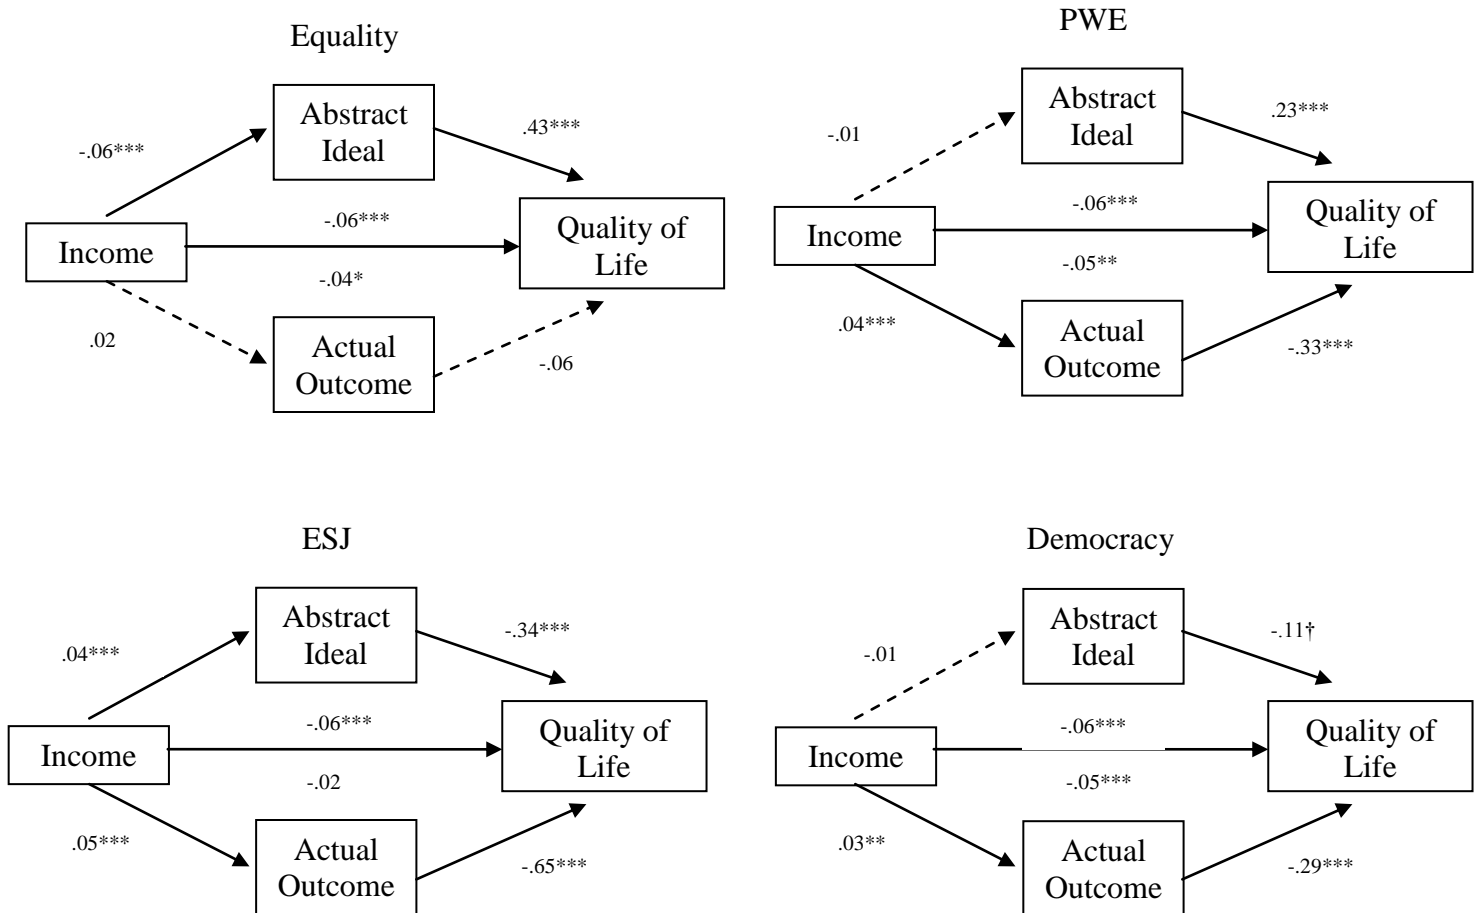 Equality
Abstract
Ideal
-.06***
.43***
-.06***
Income
Quality of
Life
-.04*
.02
Actual
Outcome
-.06
PWE
Abstract
Ideal
-.01
.23***
-.06***
Income
Quality of
Life
-.05**
.04***
Actual
Outcome
-.33***
ESJ
Abstract
Ideal
.04***
-.34***
-.06***
Income
Quality of
Life
-.02
.05***
Actual
Outcome
-.65***
Democracy
Abstract
Ideal
-.01
-.11†
-.06***
Income
Quality of
Life
-.05***
.03**
Actual
Outcome
-.29***